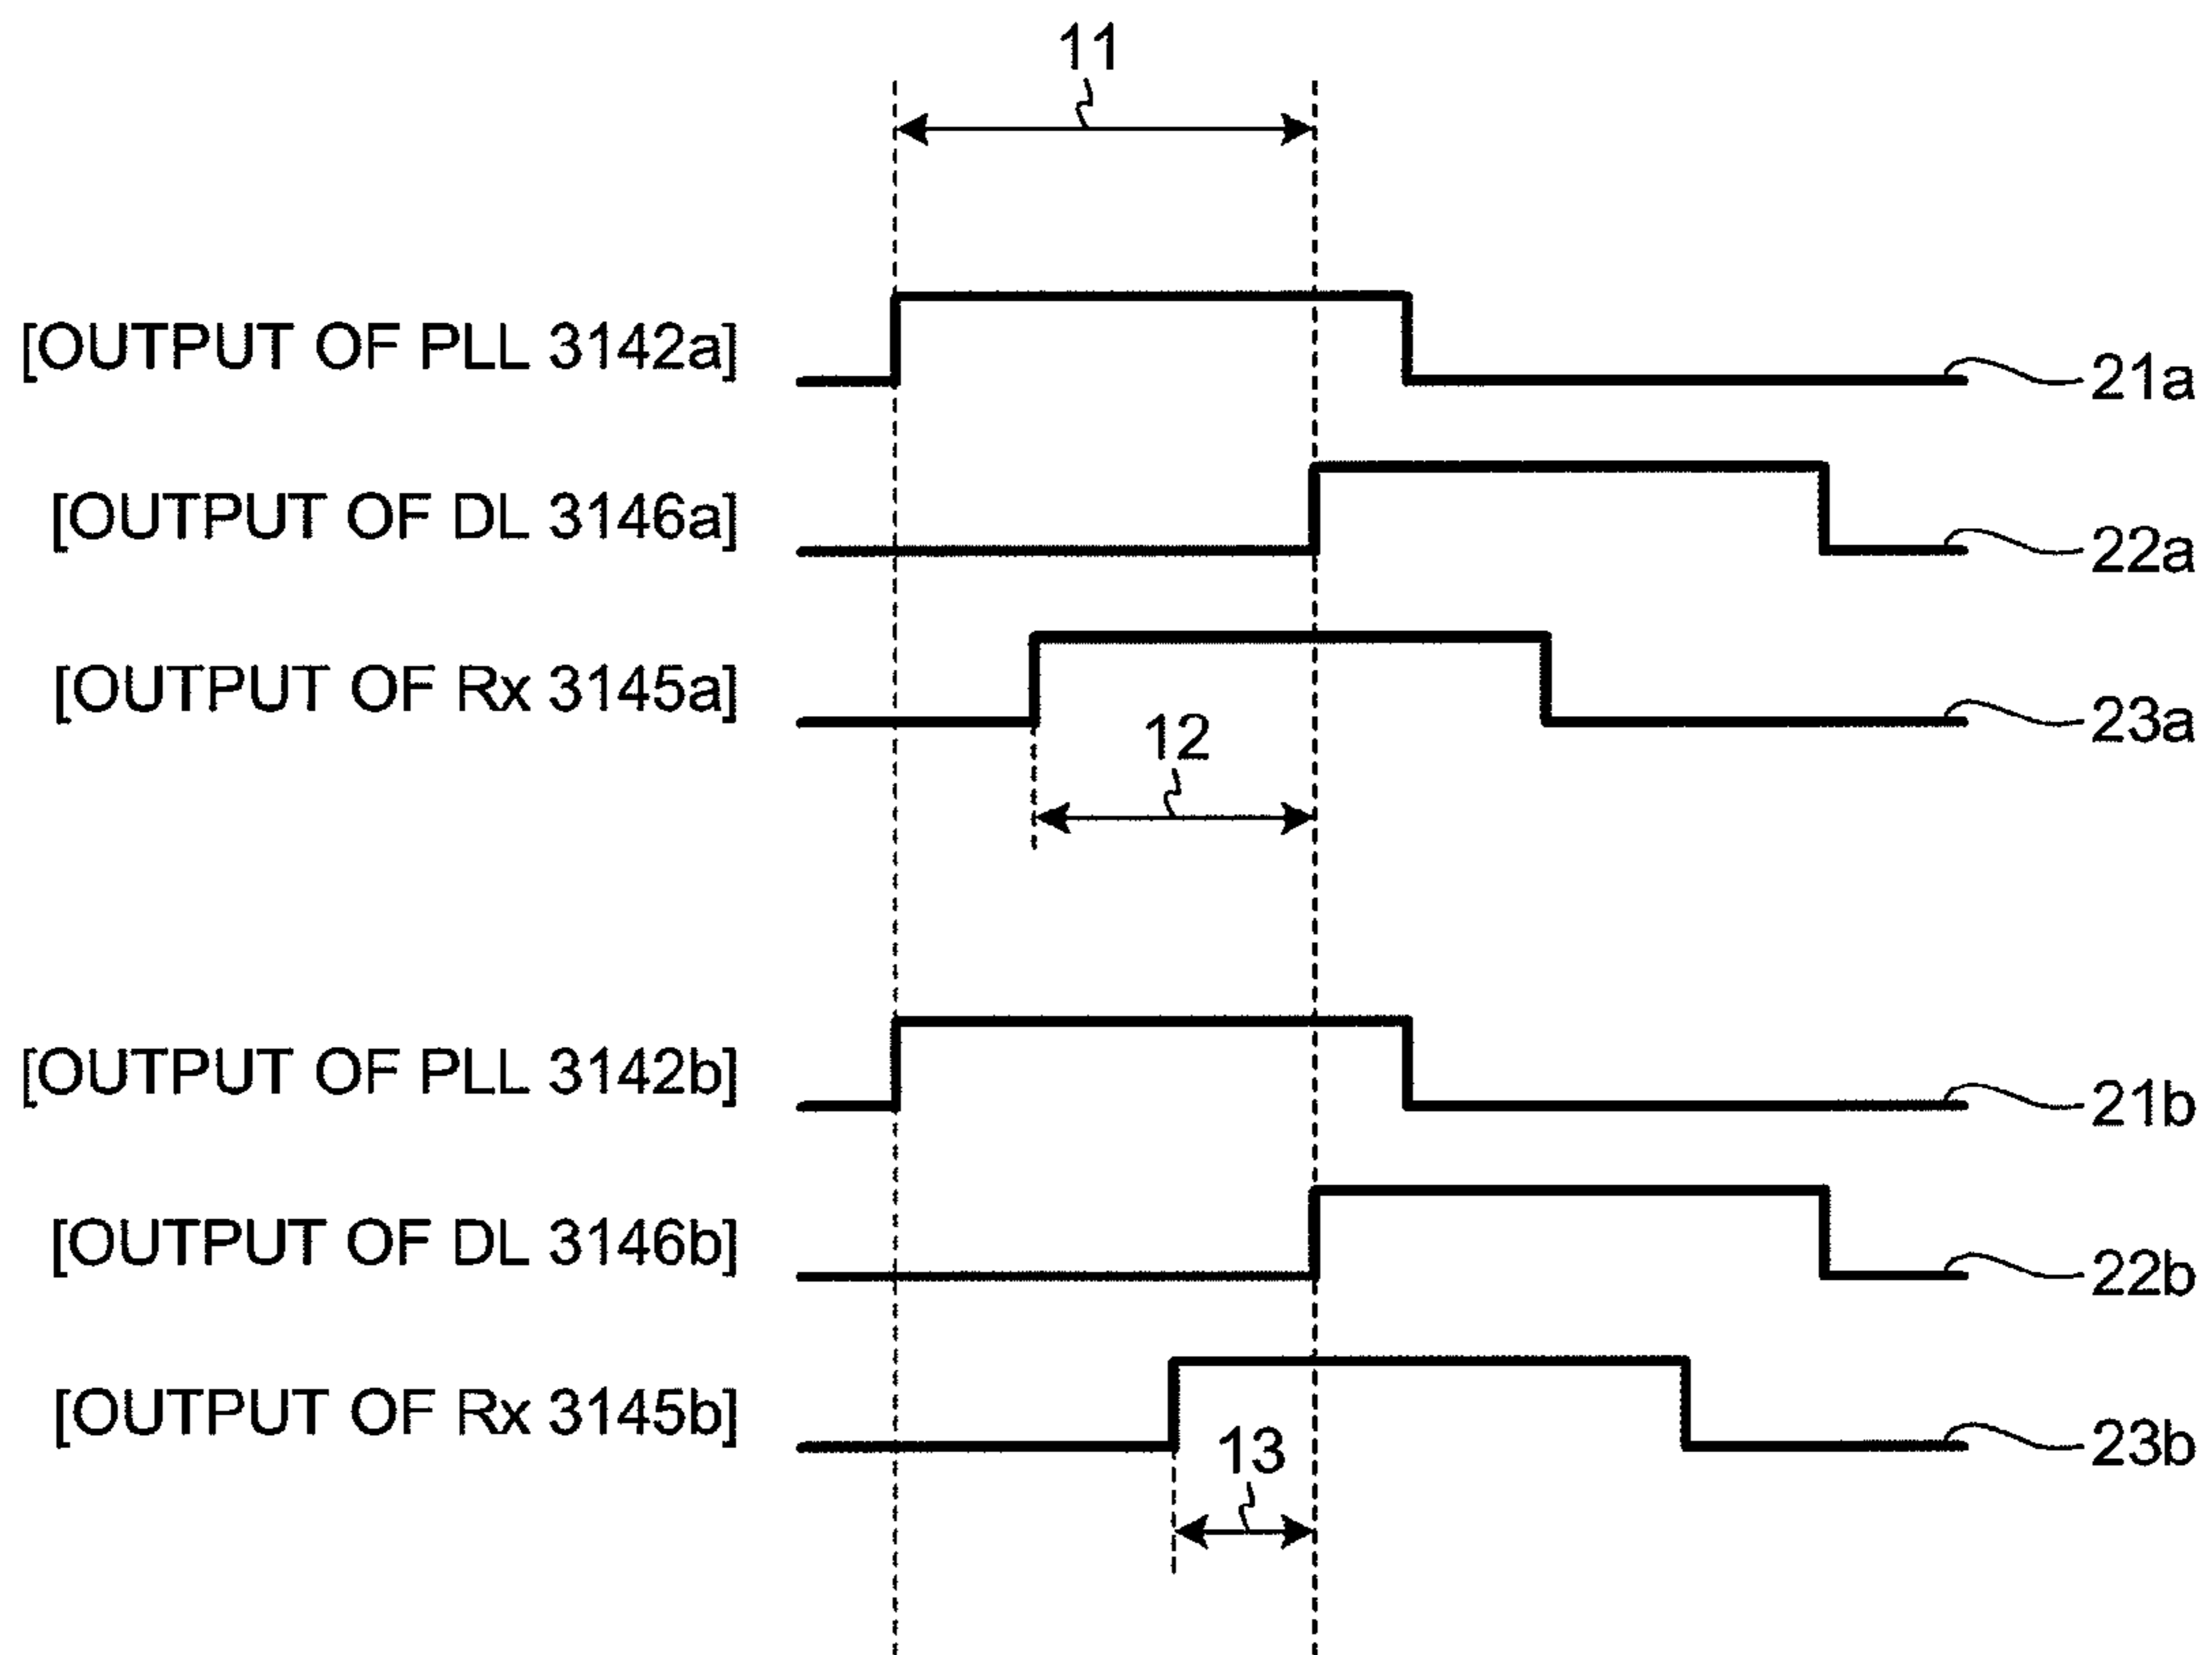 11
[OUTPUT OF PLL 3142a]
21a
[OUTPUT OF DL 3146a]
22a
[OUTPUT OF Rx 3145a]
23a
12
[OUTPUT OF PLL 3142b]
21b
[OUTPUT OF DL 3146b]
22b
[OUTPUT OF Rx 3145b]
23b
13